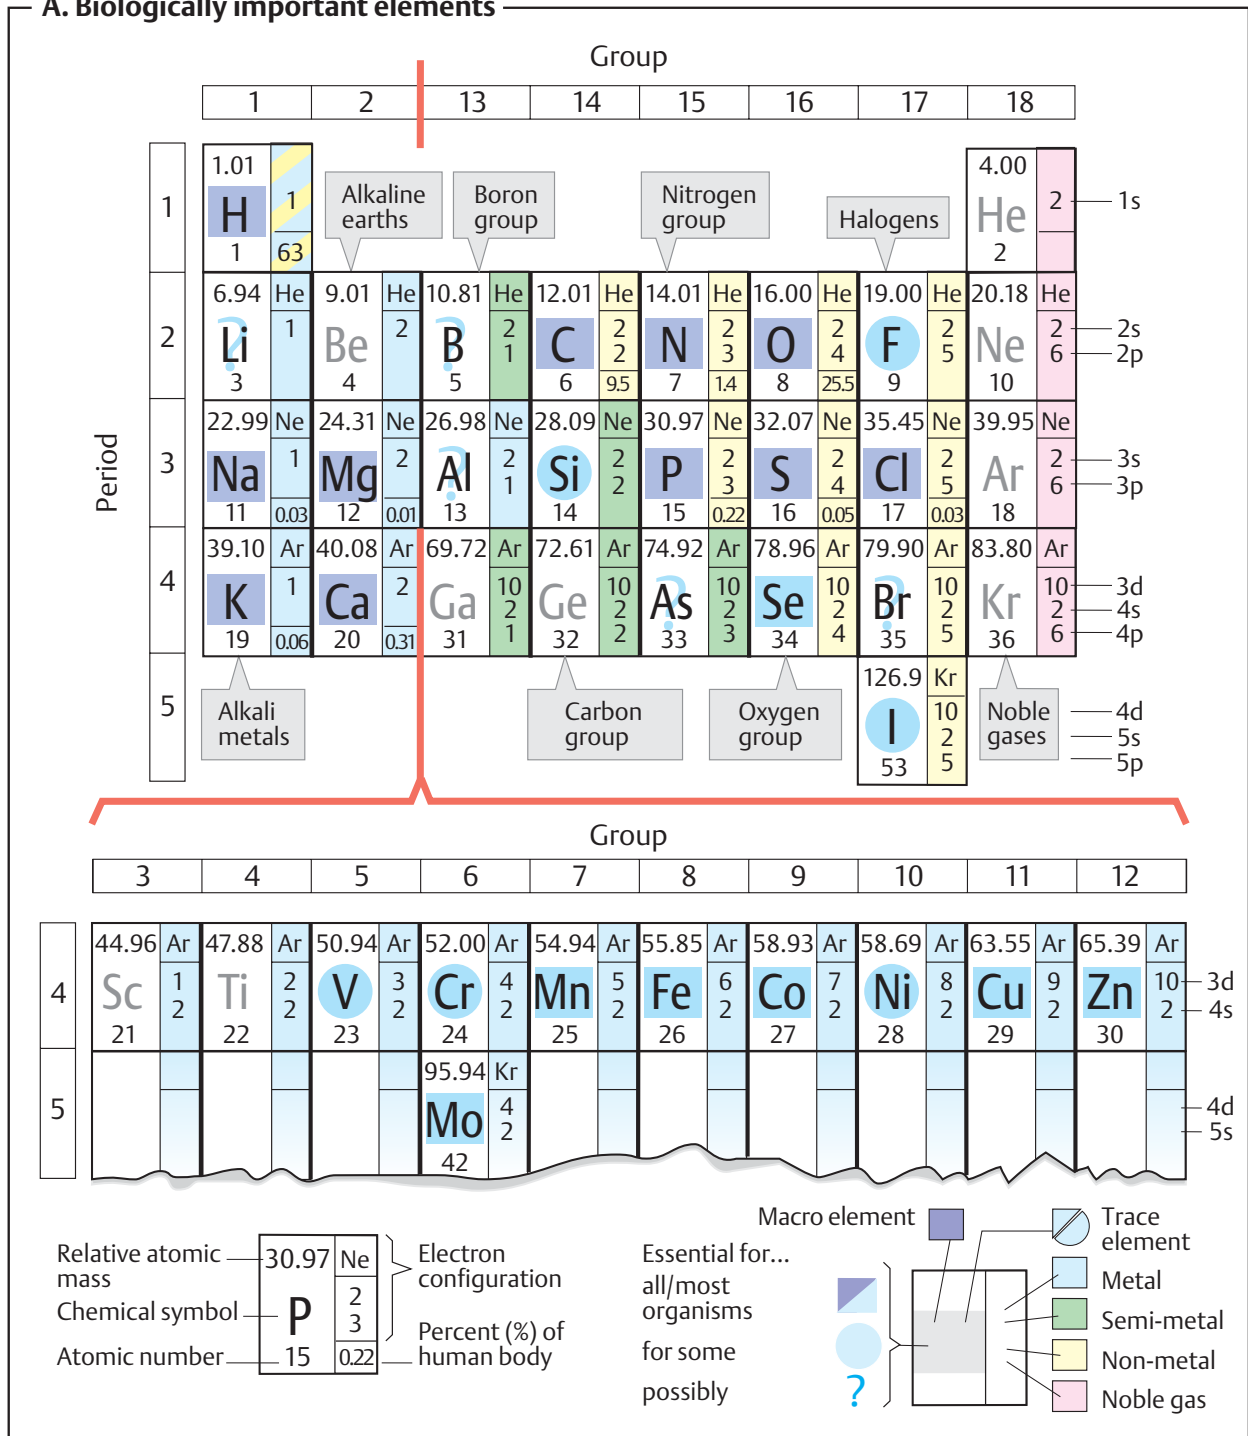 A. Biologically important elements
Group
1 2 13 14 15 16 17 18
Period
1
1.01
H
1
1
63
Alkaline
earths
Boron
group
Nitrogen
group
Halogens
4.00
He
2
2
1s
2
6.94 He
Li
?
3
1
9.01 He
Be
4
2
10.81 He
B
?
5
2
1
12.01 He
C
6
2
2
9.5
14.01 He
N
7
2
3
1.4
16.00 He
O
8
2
4
25.5
19.00 He
F
9
2
5
20.18 He
Ne
10
2
6
2s
2p
3
22.99 Ne
Na
11
1
0.03
24.31 Ne
Mg
12
2
0.01
26.98 Ne
Al
?
13
2
1
28.09 Ne
Si
14
2
2
30.97 Ne
P
15
2
3
0.22
32.07 Ne
S
16
2
4
0.05
35.45 Ne
Cl
17
2
5
0.03
39.95 Ne
Ar
18
2
6
3s
3p
4
39.10 Ar
K
19
1
0.06
40.08 Ar
Ca
20
2
0.31
69.72 Ar
Ga
31
10
2
1
72.61 Ar
Ge
32
10
2
2
74.92 Ar
As
?
33
10
2
3
78.96 Ar
Se
34
10
2
4
79.90 Ar
Br
?
35
10
2
5
83.80 Ar
Kr
36
10
2
6
3d
4s
4p
5
Alkali
metals
Carbon
group
Oxygen
group
126.9 Kr
I
53
10
2
5
Noble
gases
4d
5s
5p
Group
3 4 5 6 7 8 9 10 11 12
4
44.96 Ar
Sc
21
1
2
47.88 Ar
Ti
22
2
2
50.94 Ar
V
23
3
2
52.00 Ar
Cr
24
4
2
54.94 Ar
Mn
25
5
2
55.85 Ar
Fe
26
6
2
58.93 Ar
Co
27
7
2
58.69 Ar
Ni
28
8
2
63.55 Ar
Cu
29
9
2
65.39 Ar
Zn
30
10
2
3d
4s
5
95.94 Kr
Mo
42
4
2
4d
5s
Relative atomic
mass
Chemical symbol
Atomic number
30.97 Ne
P
15
2
3
0.22
Electron
configuration
Percent (%) of
human body
Macro element
Essential for...
all/most
organisms
for some
possibly
?
Trace
element
Metal
Semi-metal
Non-metal
Noble gas